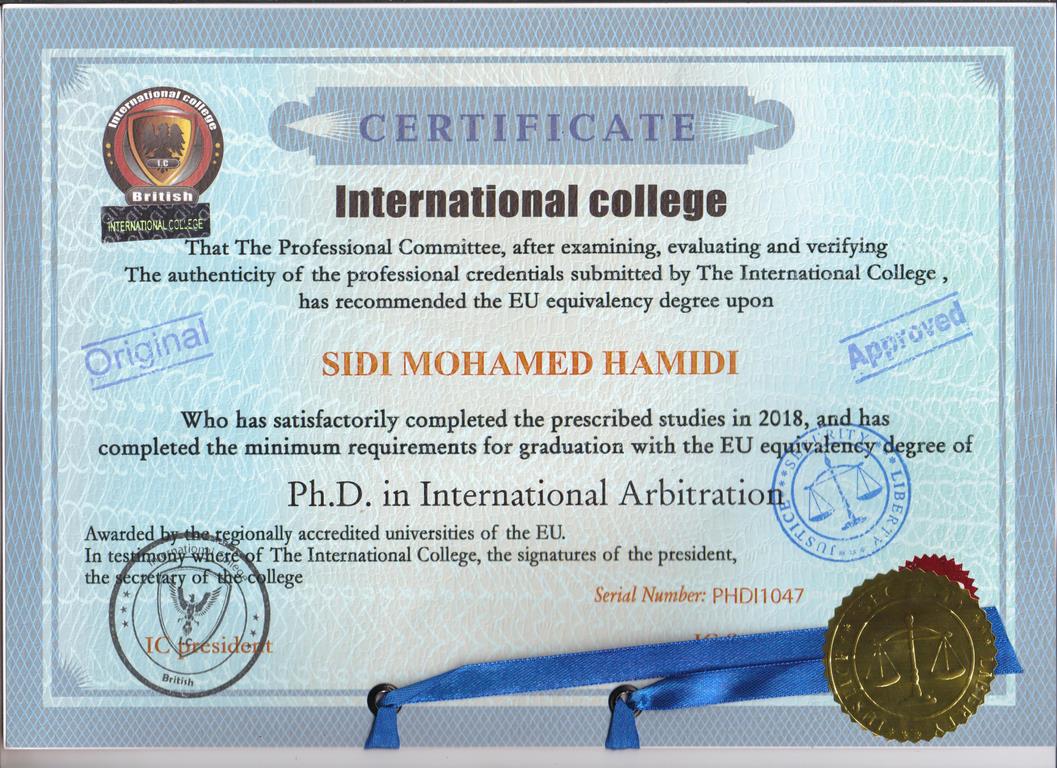 International college
I.C
British
INTERNATIONAL COLLEGE
CERTIFICATE
International college
That The Professional Committee, after examining, evaluating and verifying
The authenticity of the professional credentials submitted by The International College ,
has recommended the EU equivalency degree upon
Original
Approved
SIDI MOHAMED HAMIDI
Who has satisfactorily completed the prescribed studies in 2018, and has
completed the minimum requirements for graduation with the EU equivalency degree of
SECURITY LIBERTY JUSTICE
Ph.D. in International Arbitration
Awarded by the regionally accredited universities of the EU.
In testimony where of The International College, the signatures of the president,
the secretary of the college
Serial Number: PHDI1047
International College
IC president
British
IC